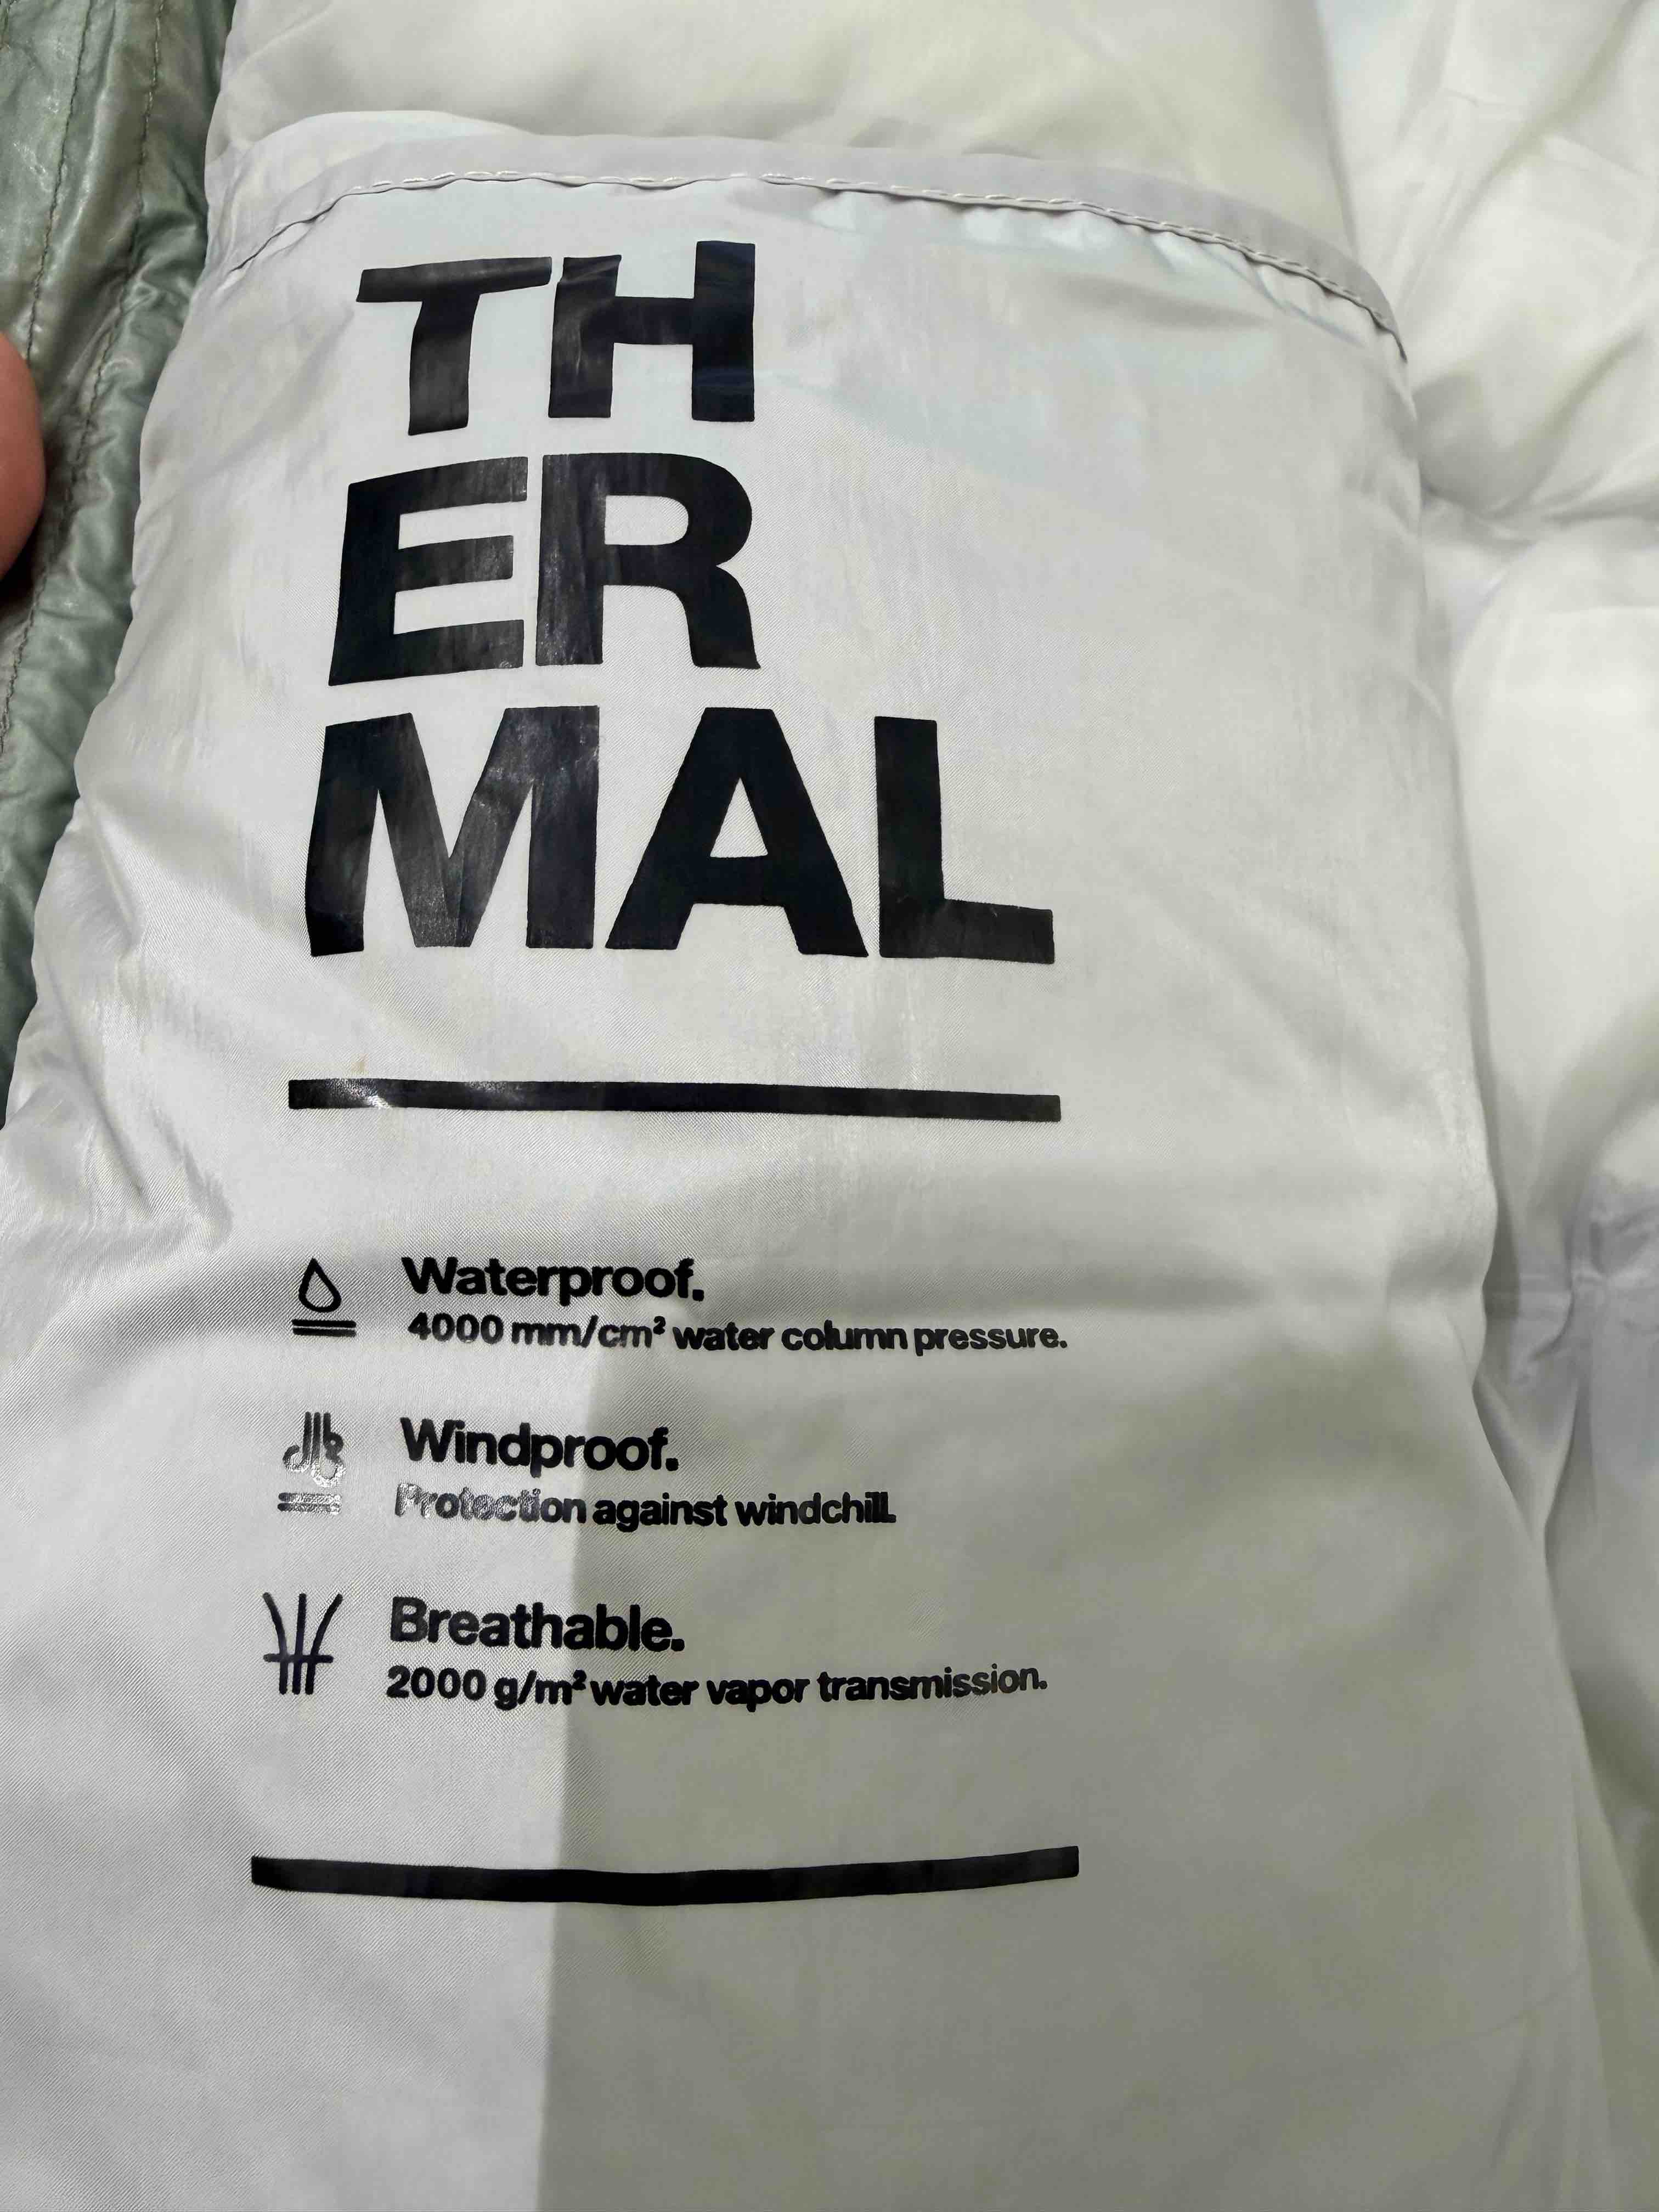 TH
ER
MAL
Waterproof.
4000 mm/cm² water column pressure.
Windproof.
Protection against windchill.
Breathable.
2000 g/m² water vapor transmission.